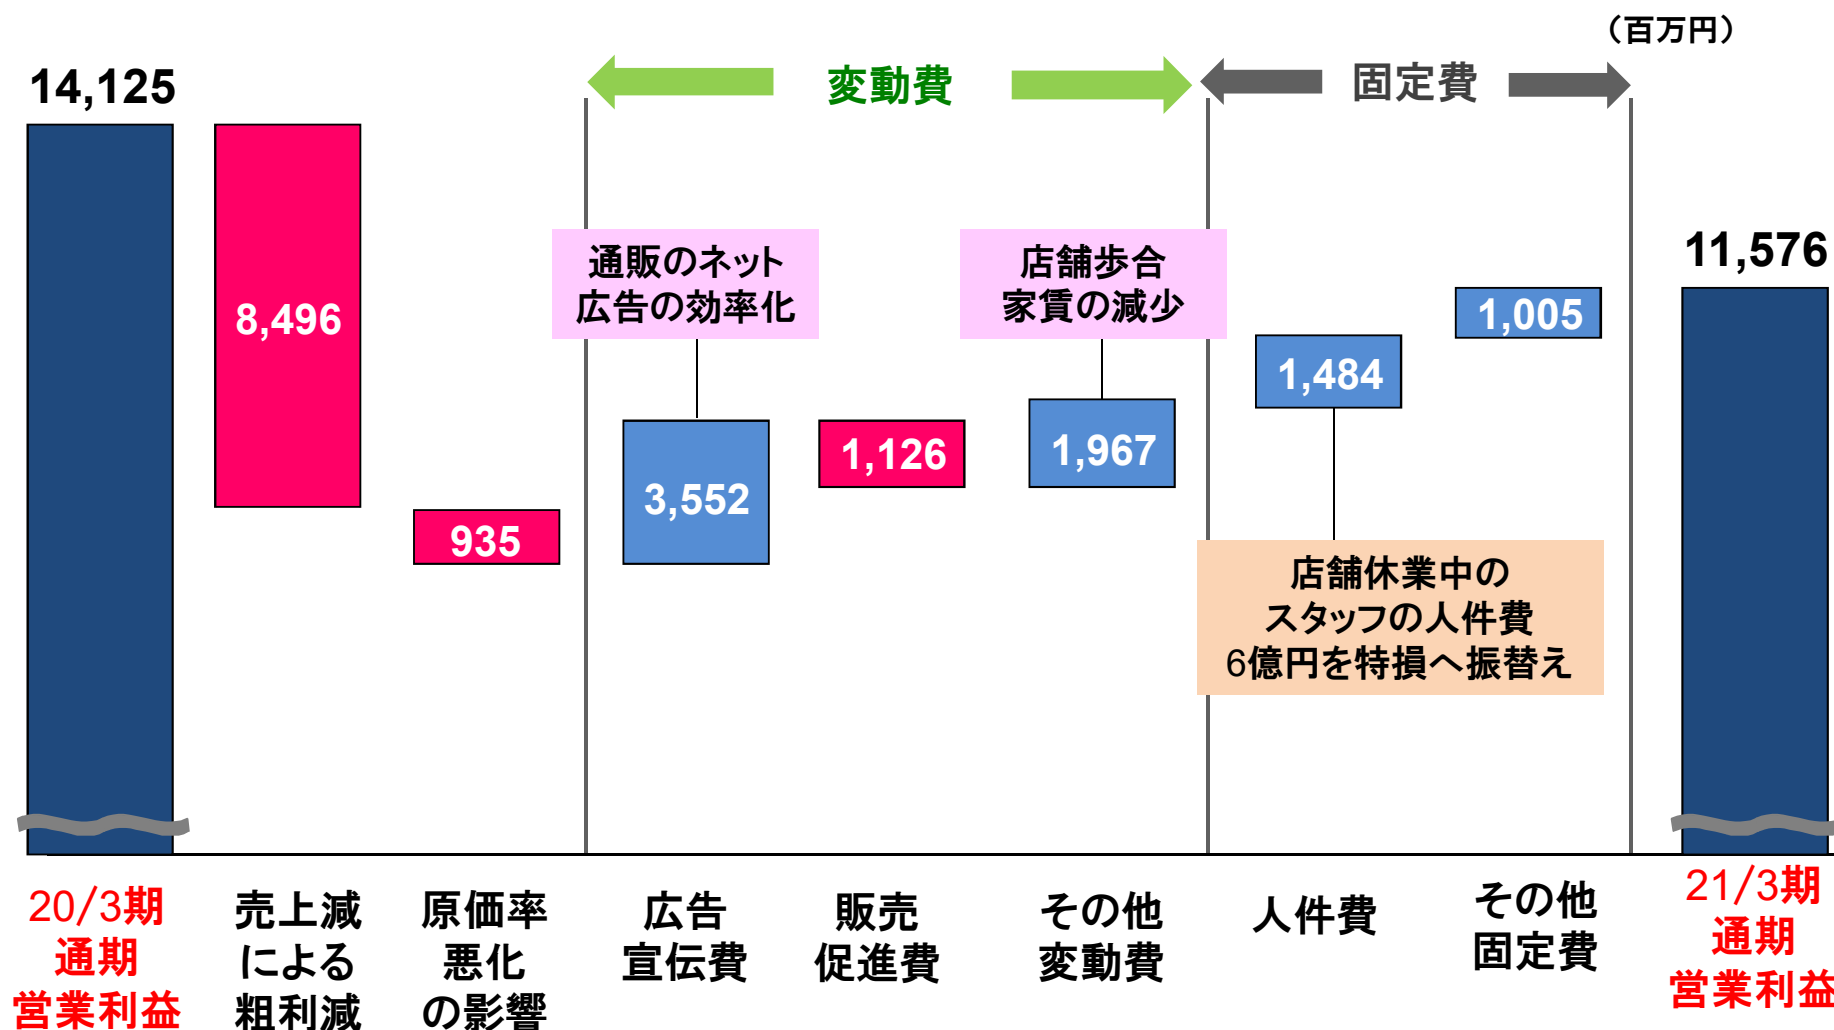 （百万円）
変動費
固定費
14,125
8,496
935
通販のネット
広告の効率化
3,552
1,126
店舗歩合
家賃の減少
1,967
1,484
店舗休業中の
スタッフの人件費
6億円を特損へ振替え
1,005
11,576
20/3期
通期
営業利益
売上減
による
粗利減
原価率
悪化
の影響
広告
宣伝費
販売
促進費
その他
変動費
人件費
その他
固定費
21/3期
通期
営業利益